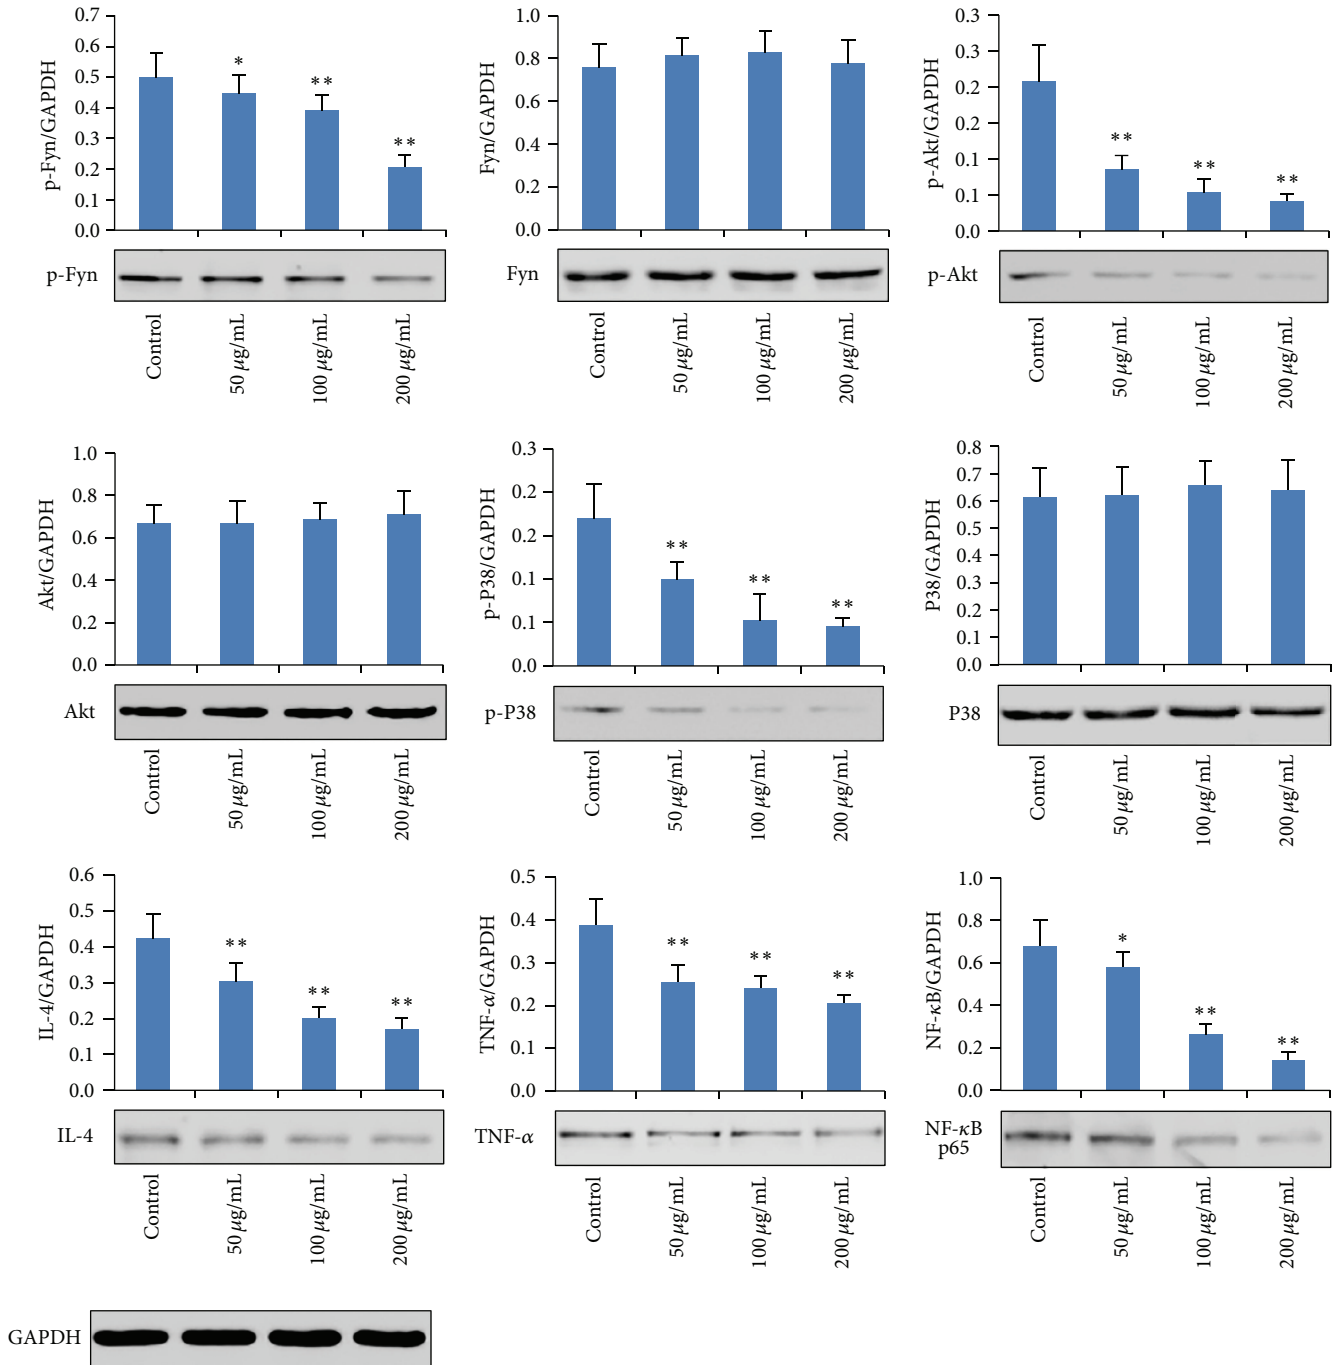 p-Fyn/GAPDH
0.7
0.6
0.5
0.4
0.3
0.2
0.1
0.0
*
**
**
p-Fyn
Control
50 µg/mL
100 µg/mL
200 µg/mL
Fyn/GAPDH
1.0
0.8
0.6
0.4
0.2
0.0
Fyn
Control
50 µg/mL
100 µg/mL
200 µg/mL
p-Akt/GAPDH
0.3
0.3
0.2
0.2
0.1
0.1
0.0
**
**
**
p-Akt
Control
50 µg/mL
100 µg/mL
200 µg/mL
Akt/GAPDH
1.0
0.8
0.6
0.4
0.2
0.0
Akt
Control
50 µg/mL
100 µg/mL
200 µg/mL
p-P38/GAPDH
0.3
0.2
0.2
0.1
0.1
0.0
**
**
**
p-P38
Control
50 µg/mL
100 µg/mL
200 µg/mL
P38/GAPDH
0.8
0.7
0.6
0.5
0.4
0.3
0.2
0.1
0.0
P38
Control
50 µg/mL
100 µg/mL
200 µg/mL
IL-4/GAPDH
0.6
0.5
0.4
0.3
0.2
0.1
0.0
**
**
**
IL-4
Control
50 µg/mL
100 µg/mL
200 µg/mL
TNF-α/GAPDH
0.5
0.4
0.3
0.2
0.1
0.0
**
**
**
TNF-α
Control
50 µg/mL
100 µg/mL
200 µg/mL
NF-κB/GAPDH
1.0
0.8
0.6
0.4
0.2
0.0
*
**
**
NF-κB
p65
Control
50 µg/mL
100 µg/mL
200 µg/mL
GAPDH